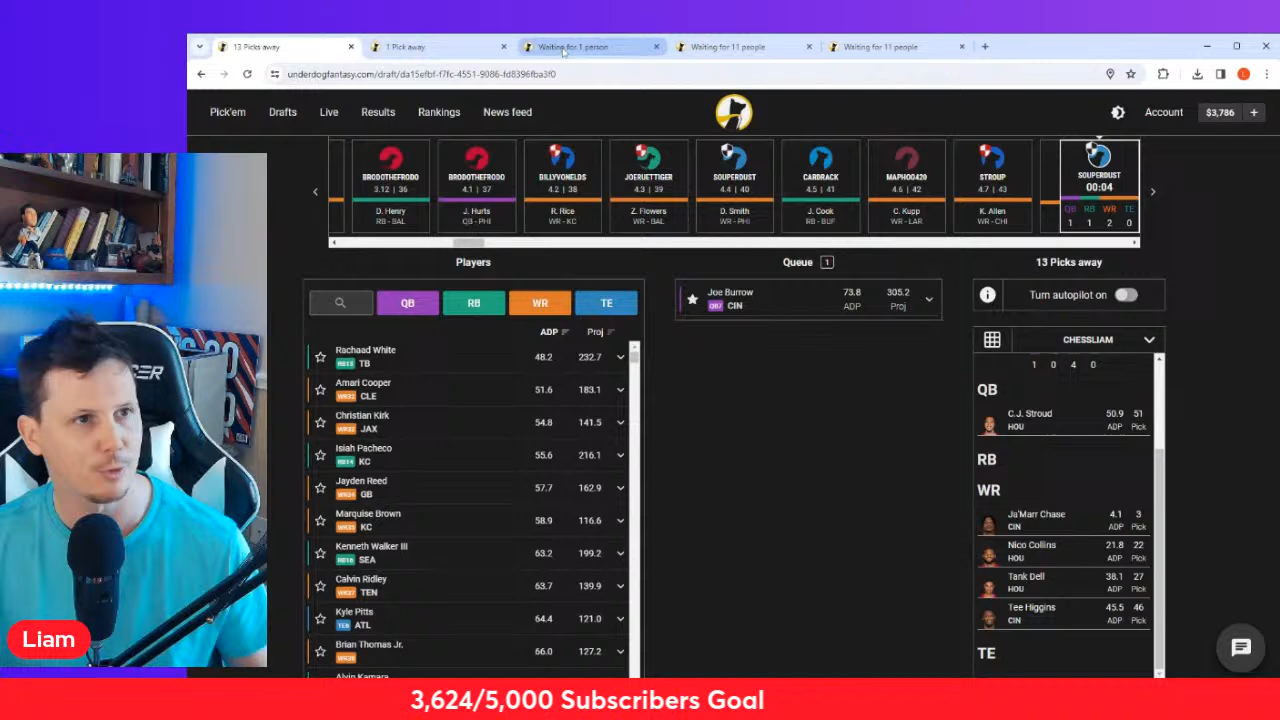 13 Picks away
1 Pick away
Waiting for 1 person
Waiting for 11 people
Waiting for 11 people
underdogfantasy.com/draft/da15efbf-f7fc-4551-9086-fd8396fba3f0
Pick'em
Drafts
Live
Results
Rankings
News feed
Account
$3,786
BRODOTHEFRODO
3.12 | 36
D. Henry
RB - BAL
BRODOTHEFRODO
4.1 | 37
J. Hurts
QB - PHI
BILLYVONELDS
4.2 | 38
R. Rice
WR - KC
JOERUETTIGER
4.3 | 39
Z. Flowers
WR - BAL
SOUPERDUST
4.4 | 40
D. Smith
WR - PHI
CARDRACK
4.5 | 41
J. Cook
RB - BUF
MAPHOO420
4.6 | 42
C. Kupp
WR - LAR
STROUP
4.7 | 43
K. Allen
WR - CHI
SOUPERDUST
00:04
QB RB WR TE
1 1 2 0
Players
QB RB WR TE
ADP Proj
Rachaad White
RB13 TB 48.2 232.7
Amari Cooper
CLE 51.6 183.1
Christian Kirk
JAX 54.8 141.5
Isiah Pacheco
RB14 KC 55.6 216.1
Jayden Reed
GB 57.7 162.9
Marquise Brown
KC 58.9 116.6
Kenneth Walker III
SEA 63.2 199.2
Calvin Ridley
TEN 63.7 139.9
Kyle Pitts
TE6 ATL 64.4 121.0
Brian Thomas Jr.
66.0 127.2
Alvin Kamara
Queue 1
Joe Burrow 73.8 305.2
QB7 CIN ADP Proj
13 Picks away
Turn autopilot on
CHESSLIAM
1 0 4 0
QB
C.J. Stroud 50.9 51
HOU ADP Pick
RB
WR
Ja'Marr Chase 4.1 3
CIN ADP Pick
Nico Collins 21.8 22
HOU ADP Pick
Tank Dell 38.1 27
HOU ADP Pick
Tee Higgins 45.5 46
CIN ADP Pick
TE
Liam
3,624/5,000 Subscribers Goal